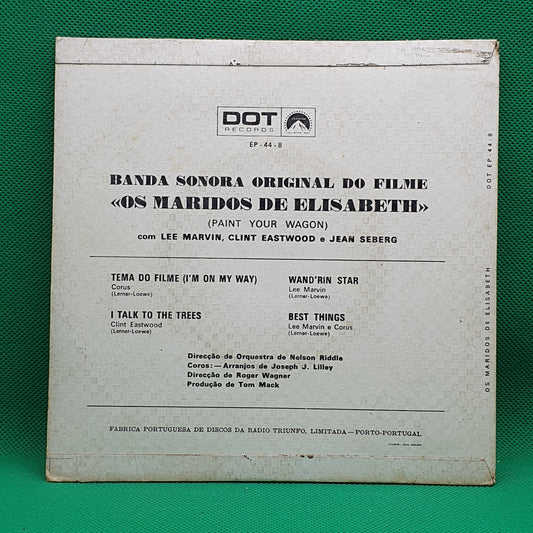 DOT
RECORDS
EP - 44 - B
BANDA SONORA ORIGINAL DO FILME
«OS MARIDOS DE ELISABETH»
(PAINT YOUR WAGON)
com LEE MARVIN, CLINT EASTWOOD e JEAN SEBERG
TEMA DO FILME (I'M ON MY WAY)
Corus
(Lerner-Loewe)
I TALK TO THE TREES
Clint Eastwood
(Lerner-Loewe)
WAND'RIN STAR
Lee Marvin
(Lerner-Loewe)
BEST THINGS
Lee Marvin e Corus
(Lerner-Loewe)
Direcção de Orquestra de Nelson Riddle
Coros: — Arranjos de Joseph J. Lilley
Direcção de Roger Wagner
Produção de Tom Mack
FABRICA PORTUGUESA DE DISCOS DA RÁDIO TRIUNFO, LIMITADA — PORTO-PORTUGAL
OS MARIDOS DE ELISABETH
DOT EP 44-B